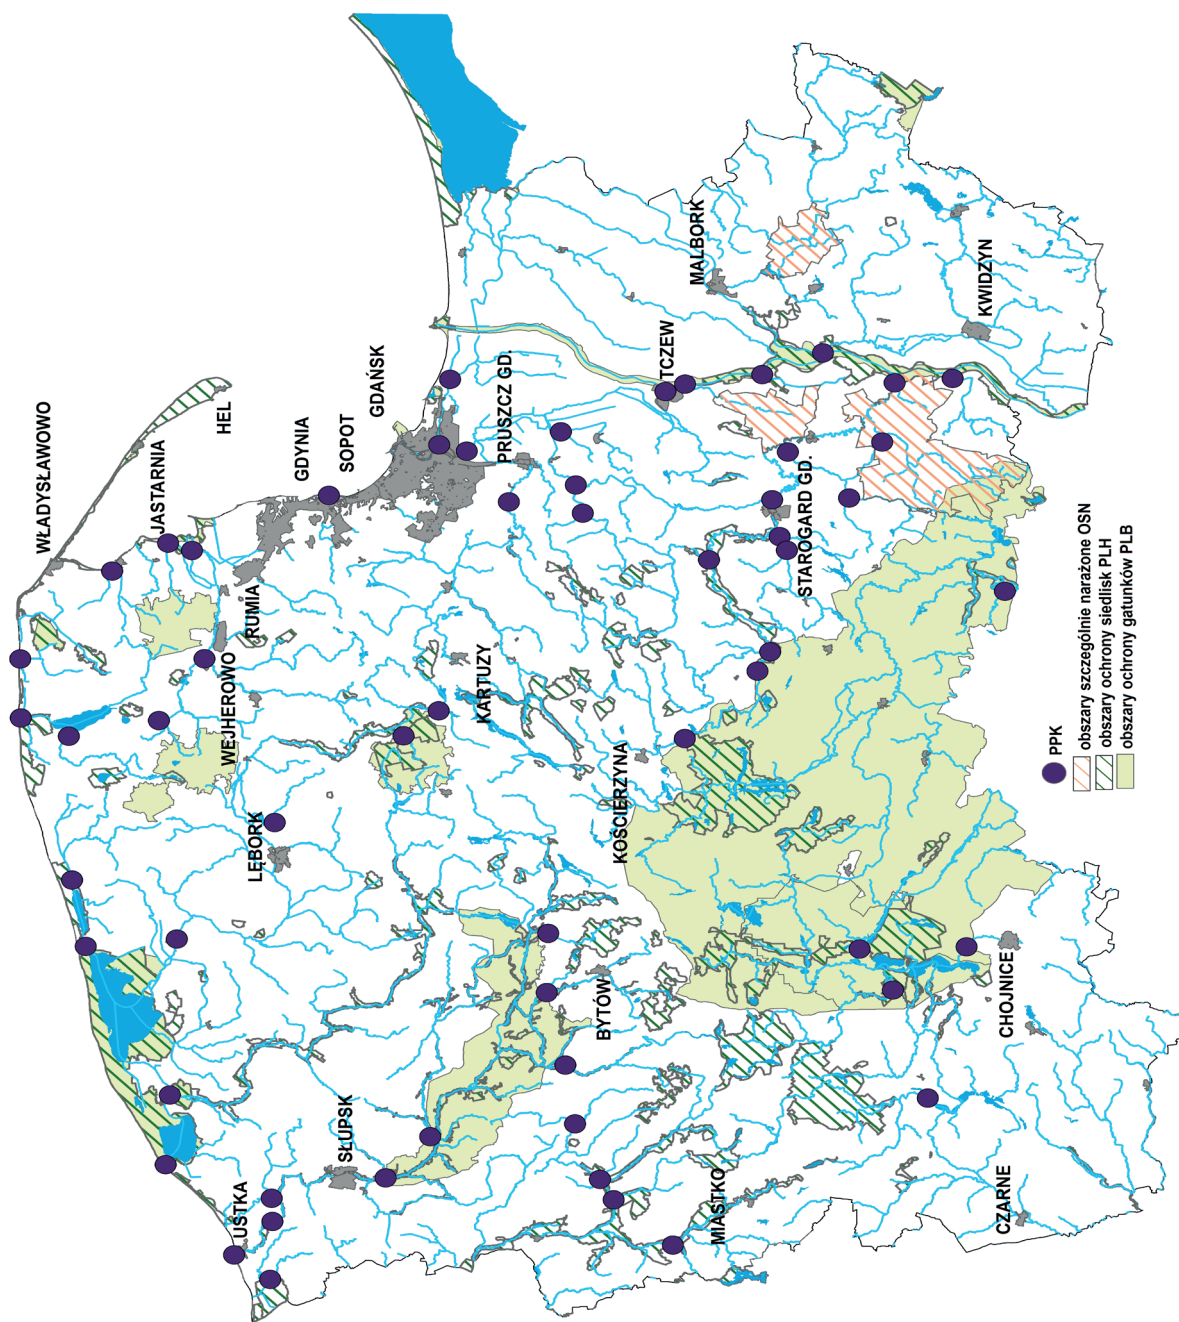 WŁADYSŁAWOWO
JASTARNIA
HEL
GDYNIA
SOPOT
GDAŃSK
RUMIA
WEJHEROWO
LĘBORK
USTKA
SŁUPSK
KARTUZY
PRUSZCZ GD.
KOŚCIERZYNA
BYTÓW
MIASTKO
TCZEW
MALBORK
STAROGARD GD.
KWIDZYN
CHOJNICE
CZARNE
PPK
obszary szczególnie narażone OSN
obszary ochrony siedlisk PLH
obszary ochrony gatunków PLB